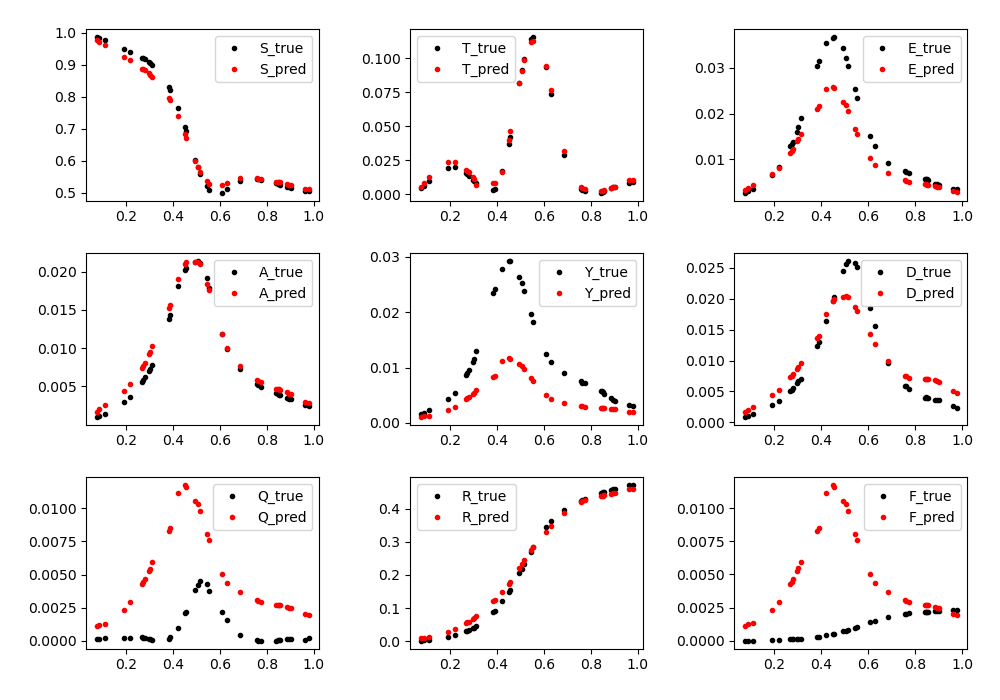 1.0
0.9
0.8
0.7
0.6
0.5
S_true
S_pred
0.2 0.4 0.6 0.8 1.0
0.100
0.075
0.050
0.025
0.000
T_true
T_pred
0.2 0.4 0.6 0.8 1.0
0.03
0.02
0.01
E_true
E_pred
0.2 0.4 0.6 0.8 1.0
0.020
0.015
0.010
0.005
A_true
A_pred
0.2 0.4 0.6 0.8 1.0
0.03
0.02
0.01
0.00
Y_true
Y_pred
0.2 0.4 0.6 0.8 1.0
0.025
0.020
0.015
0.010
0.005
0.000
D_true
D_pred
0.2 0.4 0.6 0.8 1.0
0.0100
0.0075
0.0050
0.0025
0.0000
Q_true
Q_pred
0.2 0.4 0.6 0.8 1.0
0.4
0.3
0.2
0.1
0.0
R_true
R_pred
0.2 0.4 0.6 0.8 1.0
0.0100
0.0075
0.0050
0.0025
0.0000
F_true
F_pred
0.2 0.4 0.6 0.8 1.0